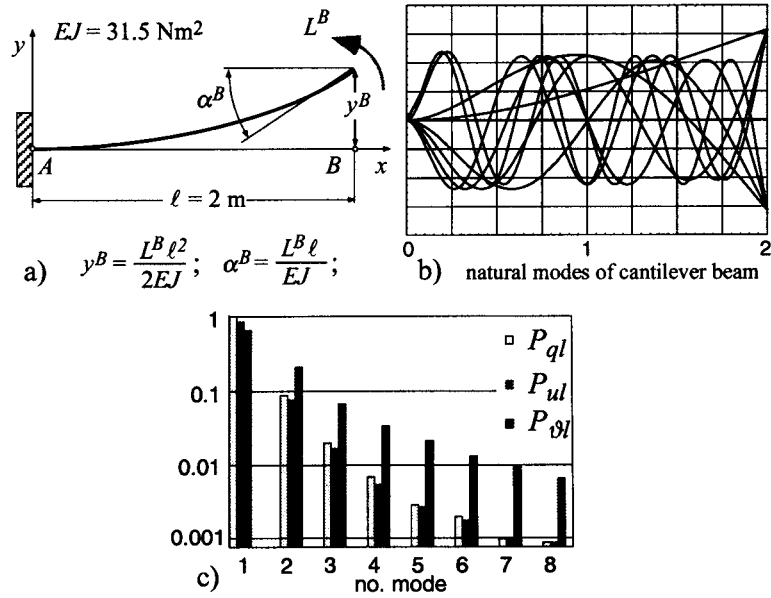 y
EJ = 31.5 Nm²
L^B
α^B
y^B
A
B
x
ℓ = 2 m
a) y^B = L^B ℓ² / 2EJ ; α^B = L^B ℓ / EJ ;
0
1
2
b) natural modes of cantilever beam
1
0.1
0.01
0.001
P_ql
P_ul
P_ϑl
1 2 3 4 5 6 7 8
c) no. mode